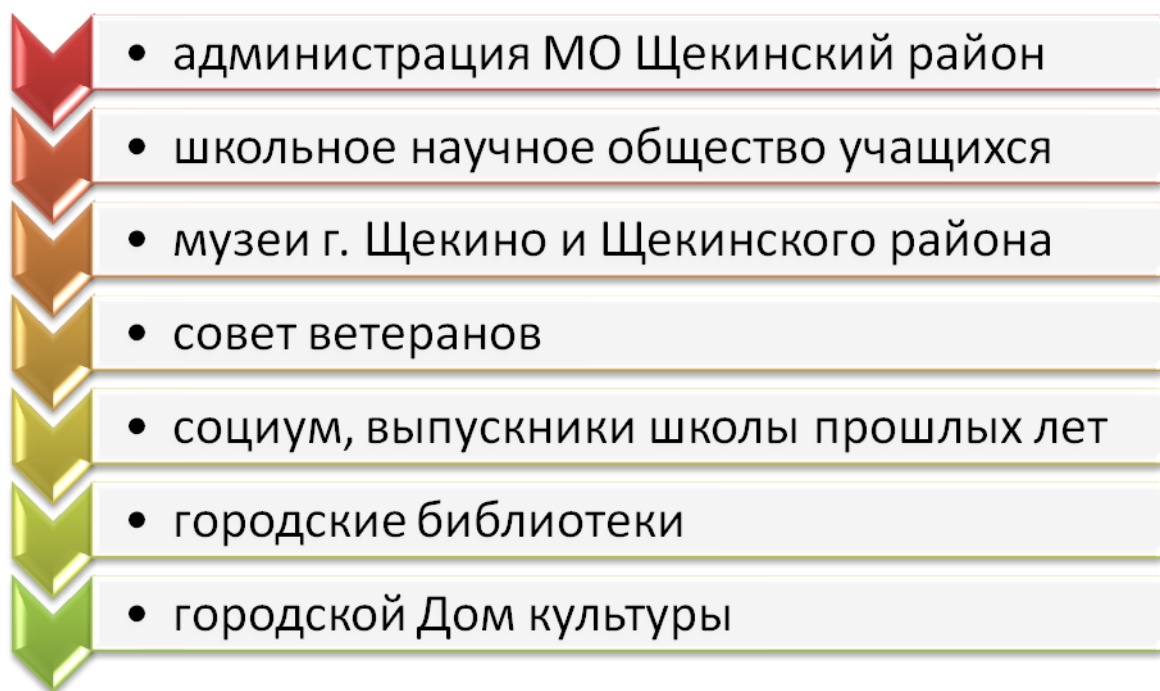 • администрация МО Щекинский район
• школьное научное общество учащихся
• музеи г. Щекино и Щекинского района
• совет ветеранов
• социум, выпускники школы прошлых лет
• городские библиотеки
• городской Дом культуры